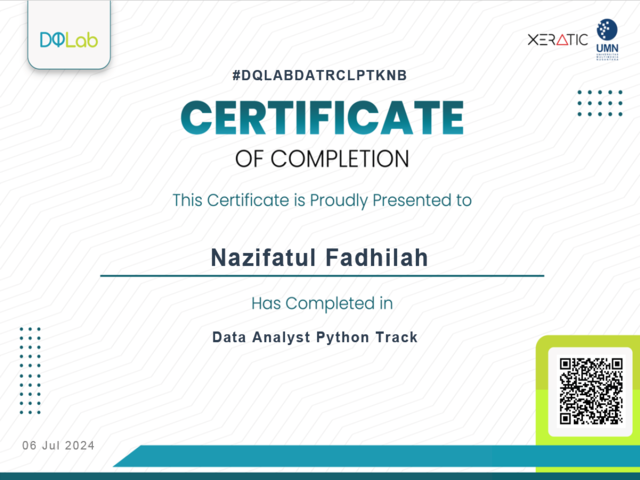 DQLab
XERATIC
UMN
#DQLABDATRCLPTKNB
CERTIFICATE
OF COMPLETION
This Certificate is Proudly Presented to
Nazifatul Fadhilah
Has Completed in
Data Analyst Python Track
06 Jul 2024